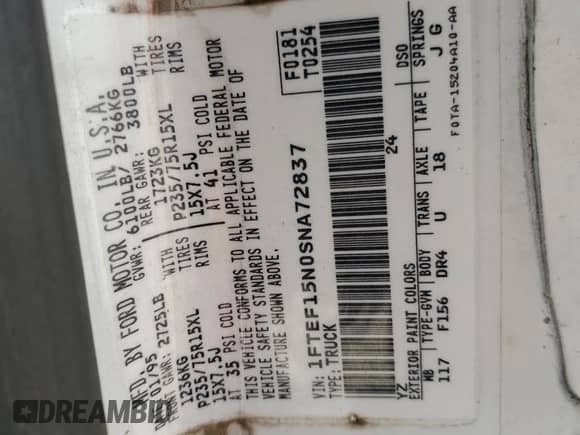 MFD. BY FORD MOTOR CO. IN U.S.A.
01/95 GVWR: 6100LB/ 2766KG
FRONT GAWR: 2725LB REAR GAWR: 3800LB
1236KG WITH 1723KG WITH
P235/75R15XL TIRES P235/75R15XL TIRES
15X7.5J RIMS 15X7.5J RIMS
AT 35 PSI COLD AT 41 PSI COLD
THIS VEHICLE CONFORMS TO ALL APPLICABLE FEDERAL MOTOR
VEHICLE SAFETY STANDARDS IN EFFECT ON THE DATE OF
MANUFACTURE SHOWN ABOVE.
F0181
T0254
VIN: 1FTEF15N0SNA72837
TYPE: TRUCK
24
YZ
EXTERIOR PAINT COLORS DSO
WB TYPE-GVM BODY TRANS AXLE TAPE SPRINGS
117 F156 DR4 U 18 J G
F0TA-15204A10-AA
DREAMBID